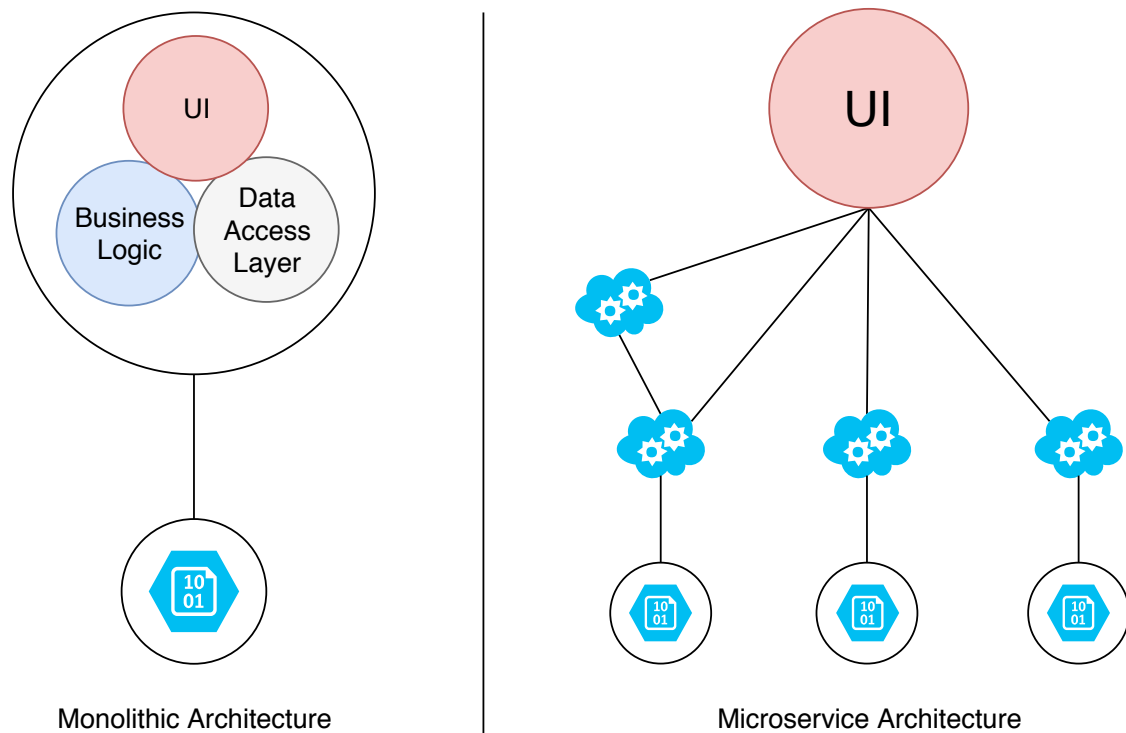 UI
Business
Logic
Data
Access
Layer
10
01
Monolithic Architecture
UI
10
01
10
01
10
01
Microservice Architecture